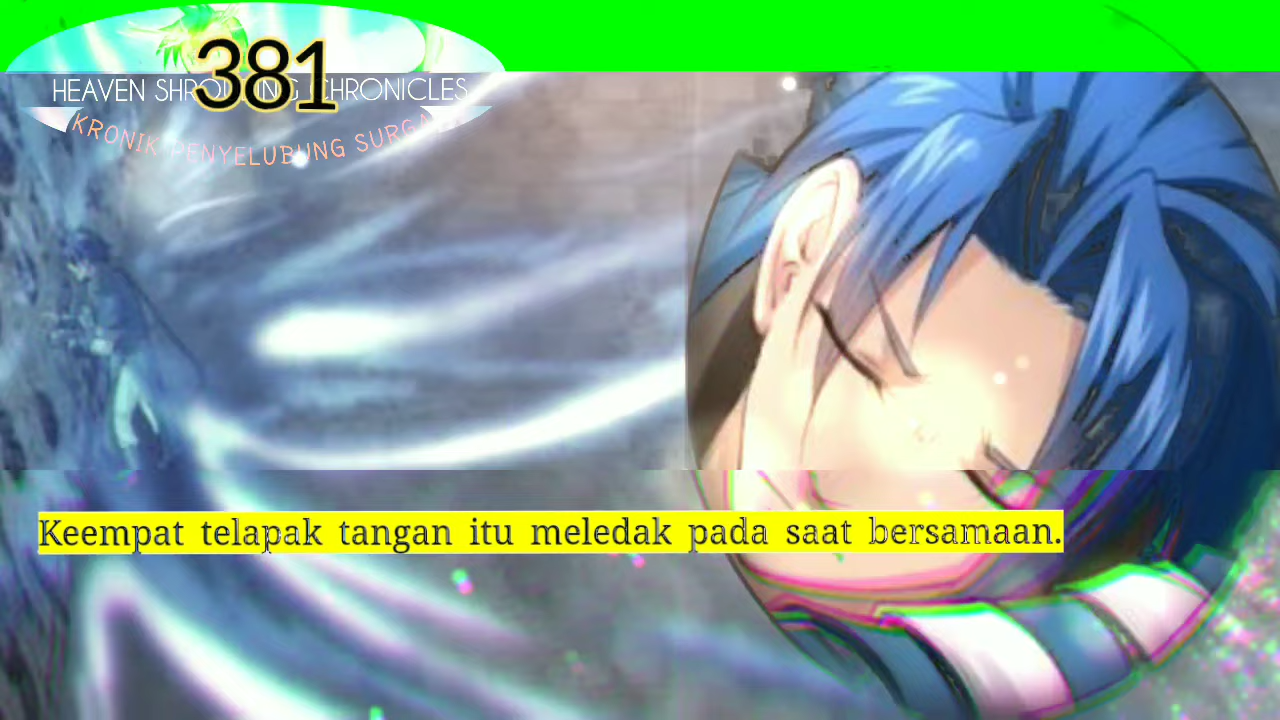 381
HEAVEN SHROUDING CHRONICLES
KRONIK PENYELUBUNG SURGA
Keempat telapak tangan itu meledak pada saat bersamaan.